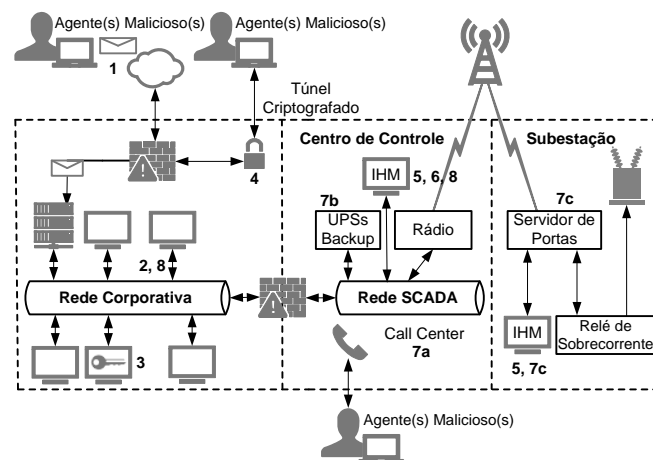 Agente(s) Malicioso(s)
Agente(s) Malicioso(s)
1
Túnel
Criptografado
4
Centro de Controle
Subestação
IHM
5, 6, 8
7b
UPSs
Backup
Rádio
7c
Servidor de
Portas
2, 8
Rede Corporativa
Rede SCADA
3
Call Center
7a
IHM
5, 7c
Relé de
Sobrecorrente
Agente(s) Malicioso(s)